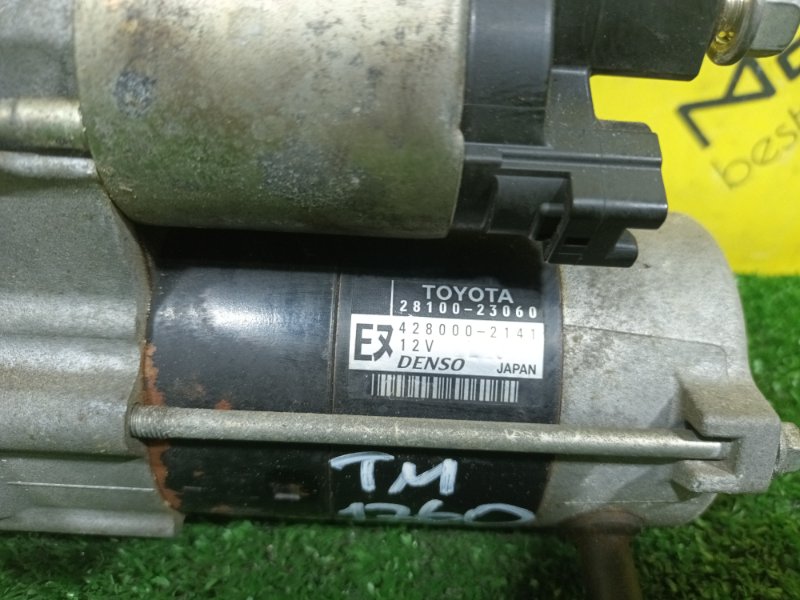 TOYOTA
28100-23060
428000-2141
12V
DENSO
JAPAN
TM
1260